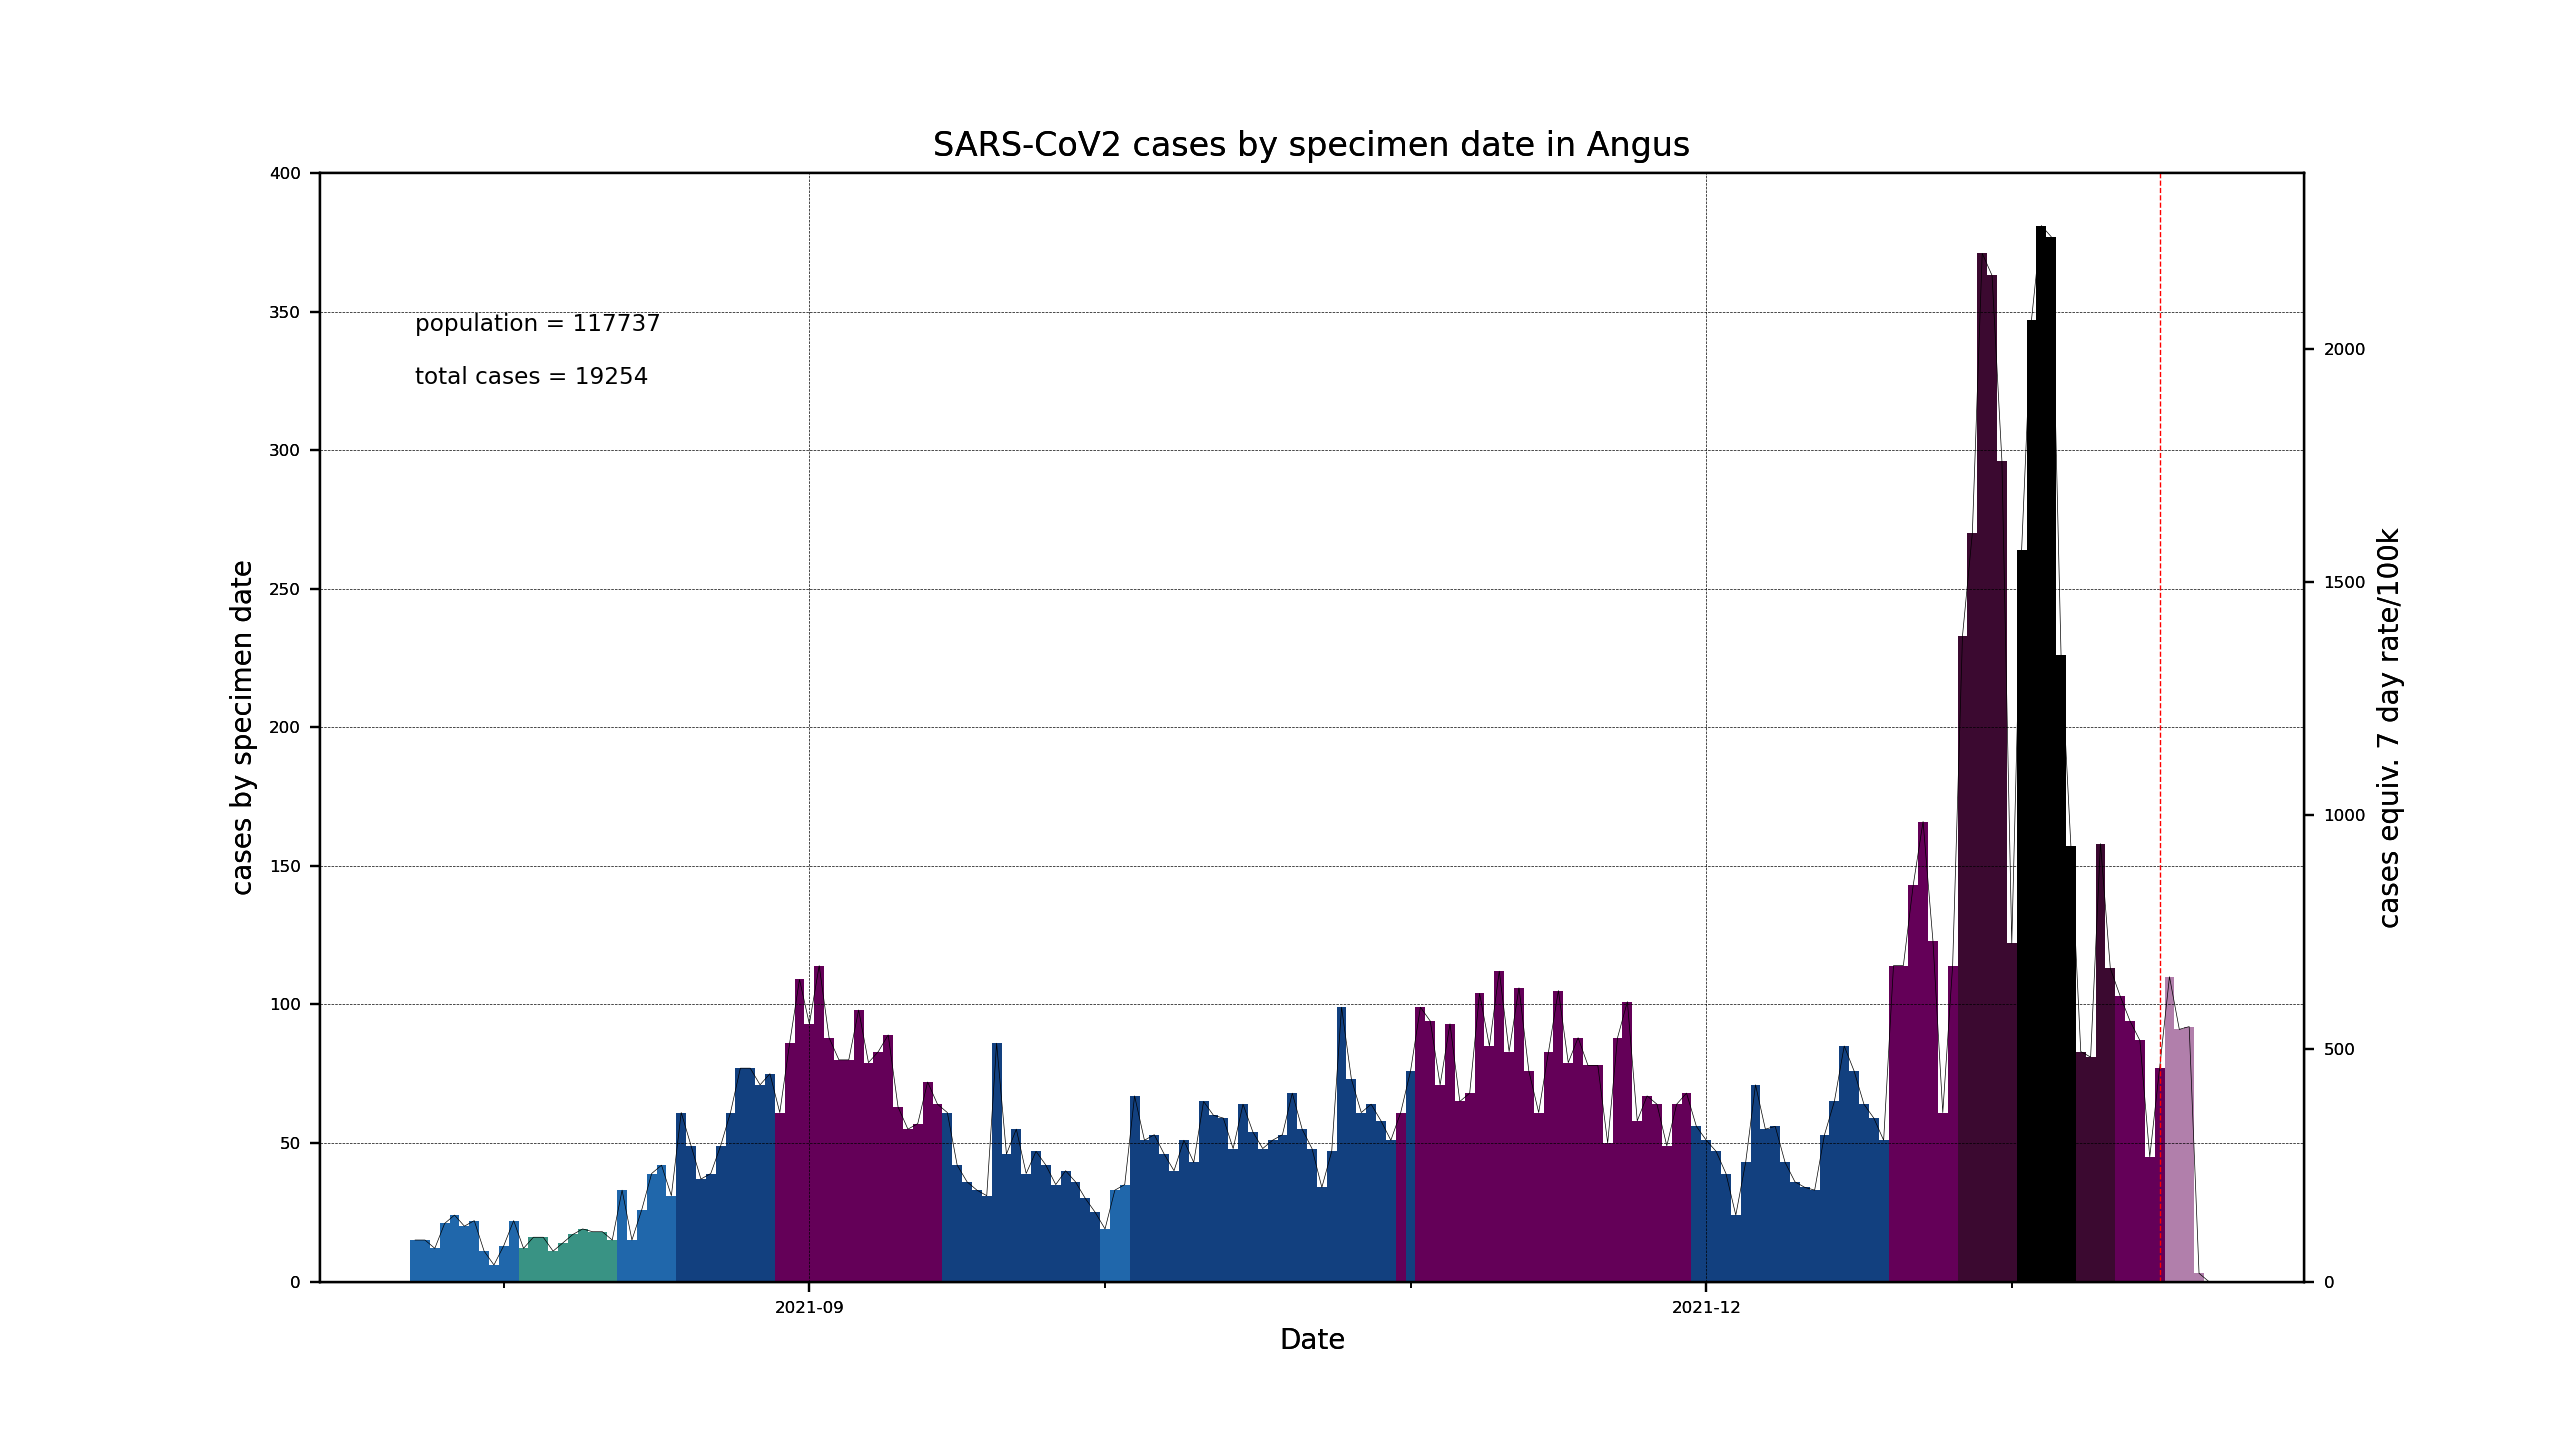 SARS-CoV2 cases by specimen date in Angus
400
350
300
250
200
150
100
50
0
cases by specimen date
population = 117737
total cases = 19254
2000
1500
1000
500
0
cases equiv. 7 day rate/100k
2021-09
2021-12
Date